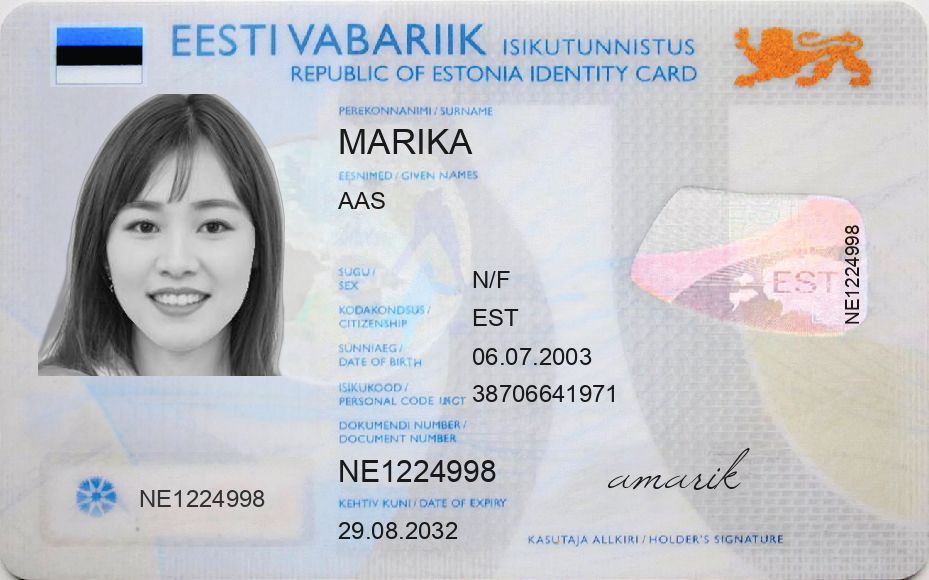 EESTI VABARIIK ISIKUTUNNISTUS
REPUBLIC OF ESTONIA IDENTITY CARD
PEREKONNANIMI / SURNAME
MARIKA
EESNIMED / GIVEN NAMES
AAS
SUGU /
SEX
N/F
KODAKONDSUS /
CITIZENSHIP
EST
SÜNNIAEG /
DATE OF BIRTH
06.07.2003
ISIKUKOOD /
PERSONAL CODE
38706641971
DOKUMENDI NUMBER /
DOCUMENT NUMBER
NE1224998
KEHTIV KUNI / DATE OF EXPIRY
29.08.2032
NE1224998
EST
NE1224998
amarik
KASUTAJA ALLKIRI / HOLDER'S SIGNATURE